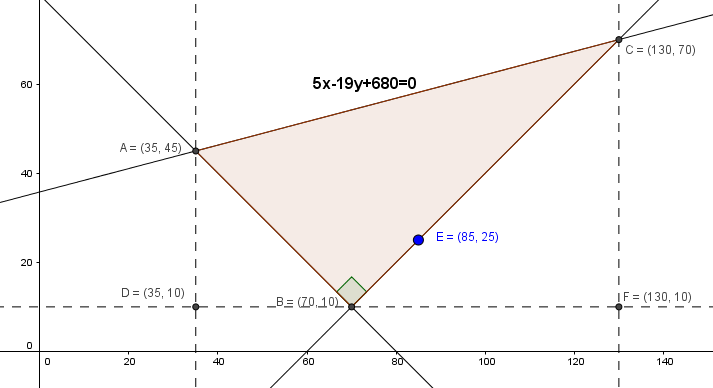 C = (130, 70)
5x-19y+680=0
60
A = (35, 45)
40
E = (85, 25)
20
D = (35, 10)
B = (70, 10)
F = (130, 10)
0
0 20 40 60 80 100 120 140